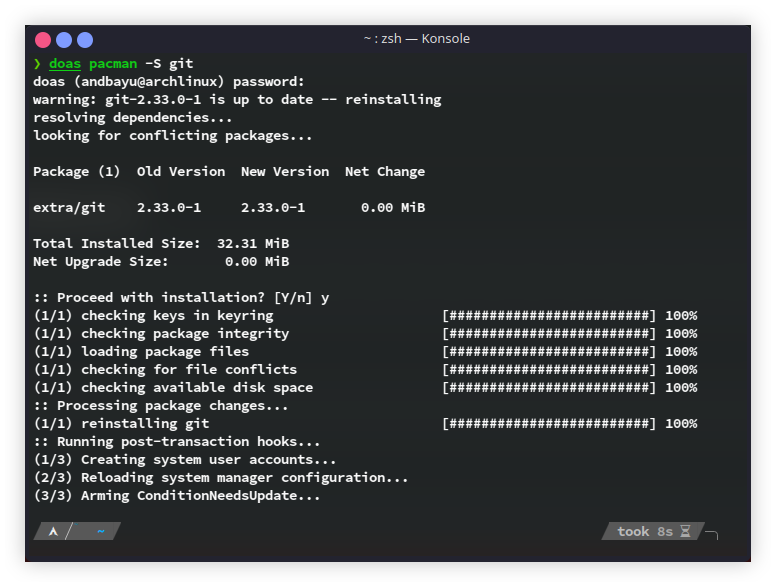 ~ : zsh — Konsole
❯ doas pacman -S git
doas (andbayu@archlinux) password:
warning: git-2.33.0-1 is up to date -- reinstalling
resolving dependencies...
looking for conflicting packages...
Package (1)  Old Version  New Version  Net Change
extra/git    2.33.0-1     2.33.0-1       0.00 MiB
Total Installed Size:  32.31 MiB
Net Upgrade Size:       0.00 MiB
:: Proceed with installation? [Y/n] y
(1/1) checking keys in keyring                     [#########################] 100%
(1/1) checking package integrity                   [#########################] 100%
(1/1) loading package files                        [#########################] 100%
(1/1) checking for file conflicts                  [#########################] 100%
(1/1) checking available disk space                [#########################] 100%
:: Processing package changes...
(1/1) reinstalling git                             [#########################] 100%
:: Running post-transaction hooks...
(1/3) Creating system user accounts...
(2/3) Reloading system manager configuration...
(3/3) Arming ConditionNeedsUpdate...
~ took 8s